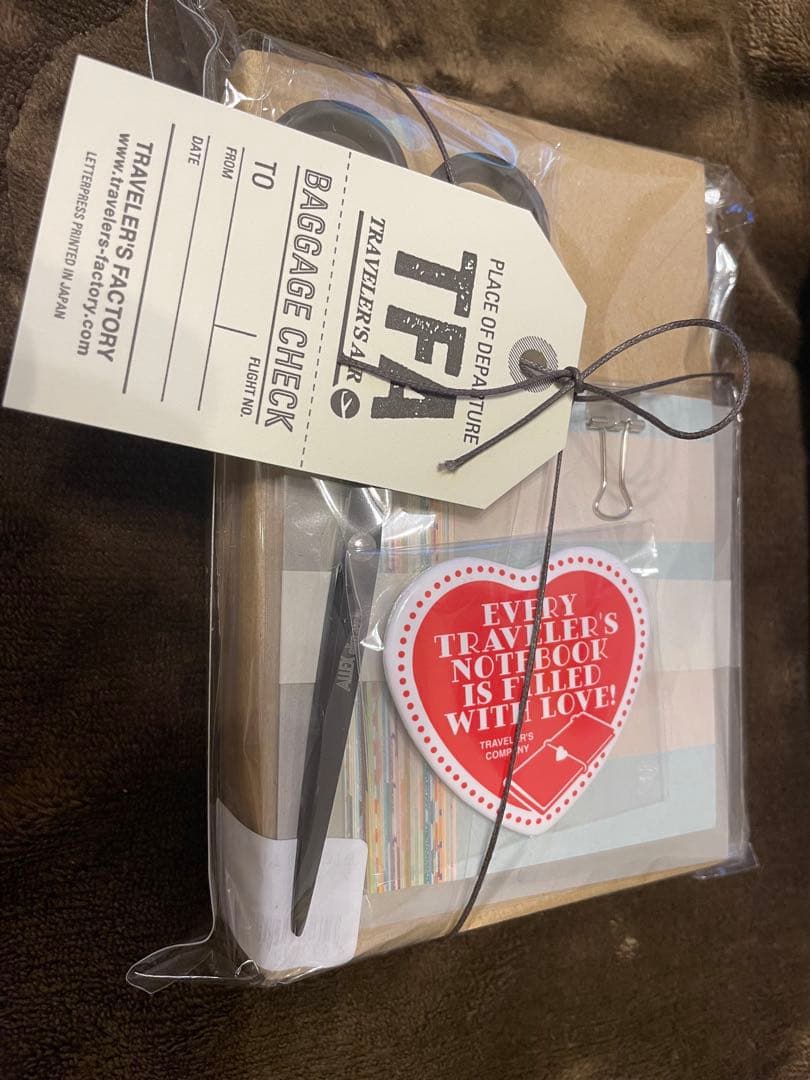 PLACE OF DEPARTURE
TFA
TRAVELER'S AIR
BAGGAGE CHECK
TO
FLIGHT NO.
FROM
DATE
TRAVELER'S FACTORY
www.travelers-factory.com
LETTERPRESS PRINTED IN JAPAN
EVERY
TRAVELER'S
NOTEBOOK
IS FILLED
WITH LOVE!
TRAVELER'S
COMPANY
ALLEX